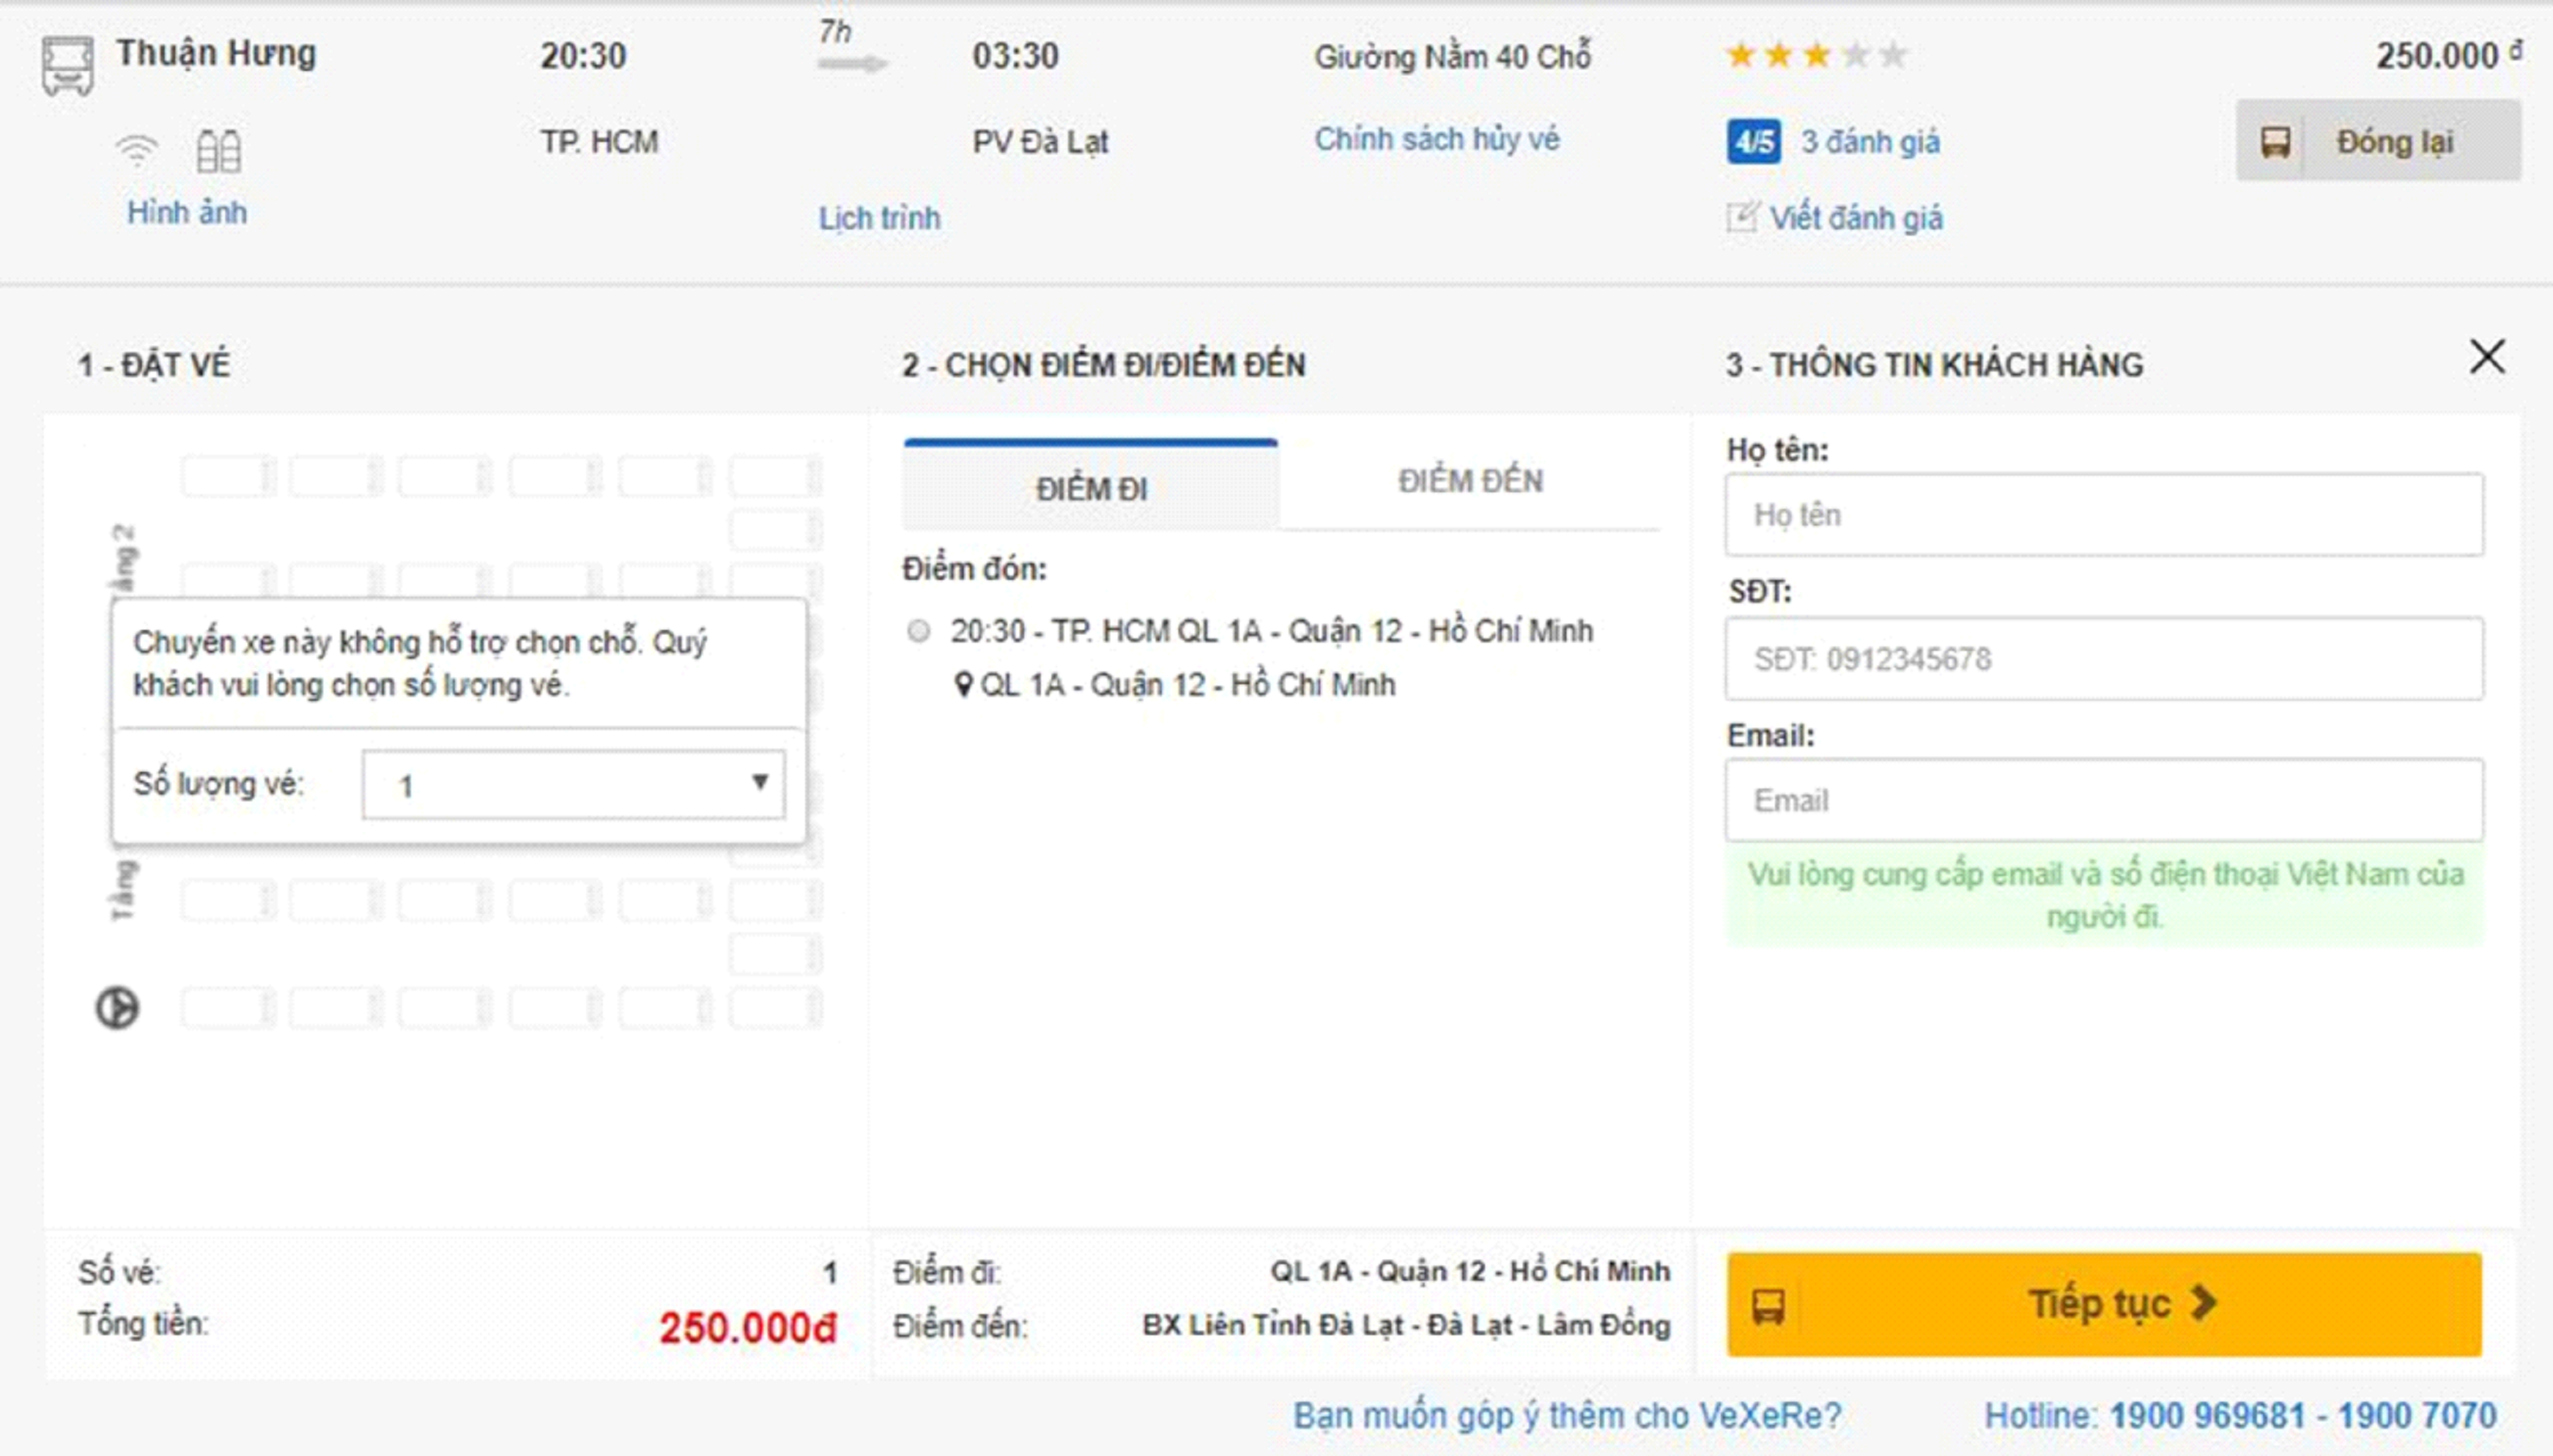 Thuận Hưng
20:30
7h
03:30
Giường Nằm 40 Chỗ
250.000 đ
TP. HCM
PV Đà Lạt
Chính sách hủy vé
4/5 3 đánh giá
Đóng lại
Hình ảnh
Lịch trình
Viết đánh giá
1 - ĐẶT VÉ
2 - CHỌN ĐIỂM ĐI/ĐIỂM ĐẾN
3 - THÔNG TIN KHÁCH HÀNG
Tầng 2
Chuyến xe này không hỗ trợ chọn chỗ. Quý
khách vui lòng chọn số lượng vé.
Số lượng vé: 1
Tầng
ĐIỂM ĐI
ĐIỂM ĐẾN
Điểm đón:
20:30 - TP. HCM QL 1A - Quận 12 - Hồ Chí Minh
QL 1A - Quận 12 - Hồ Chí Minh
Họ tên:
Họ tên
SĐT:
SĐT: 0912345678
Email:
Email
Vui lòng cung cấp email và số điện thoại Việt Nam của
người đi.
Số vé: 1
Tổng tiền: 250.000đ
Điểm đi: QL 1A - Quận 12 - Hồ Chí Minh
Điểm đến: BX Liên Tỉnh Đà Lạt - Đà Lạt - Lâm Đồng
Tiếp tục
Bạn muốn góp ý thêm cho VeXeRe?
Hotline: 1900 969681 - 1900 7070